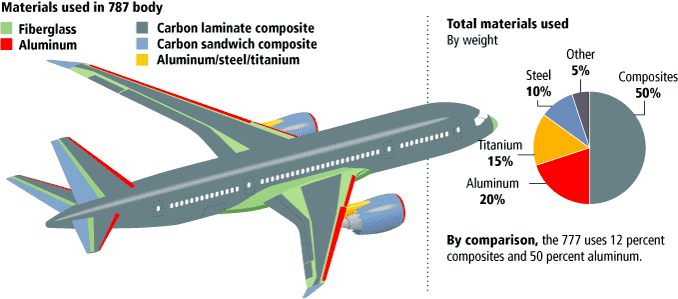 Materials used in 787 body
Fiberglass
Aluminum
Carbon laminate composite
Carbon sandwich composite
Aluminum/steel/titanium
Total materials used
By weight
Other
5%
Steel
10%
Composites
50%
Titanium
15%
Aluminum
20%
By comparison, the 777 uses 12 percent
composites and 50 percent aluminum.